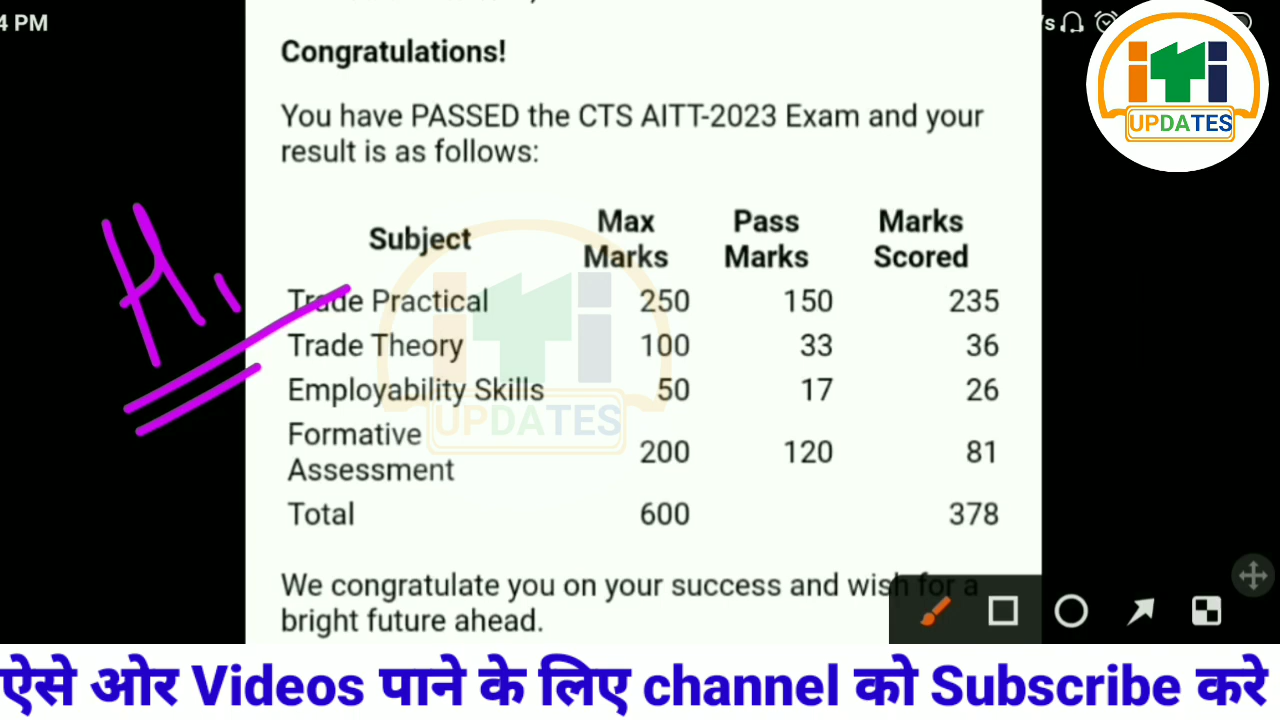 4 PM
Congratulations!
You have PASSED the CTS AITT-2023 Exam and your
result is as follows:
Subject Max Marks Pass Marks Marks Scored
Trade Practical 250 150 235
Trade Theory 100 33 36
Employability Skills 50 17 26
Formative Assessment 200 120 81
Total 600 378
We congratulate you on your success and wish for a
bright future ahead.
Hi
iTi
UPDATES
iTi
UPDATES
ऐसे ओर Videos पाने के लिए channel को Subscribe करे